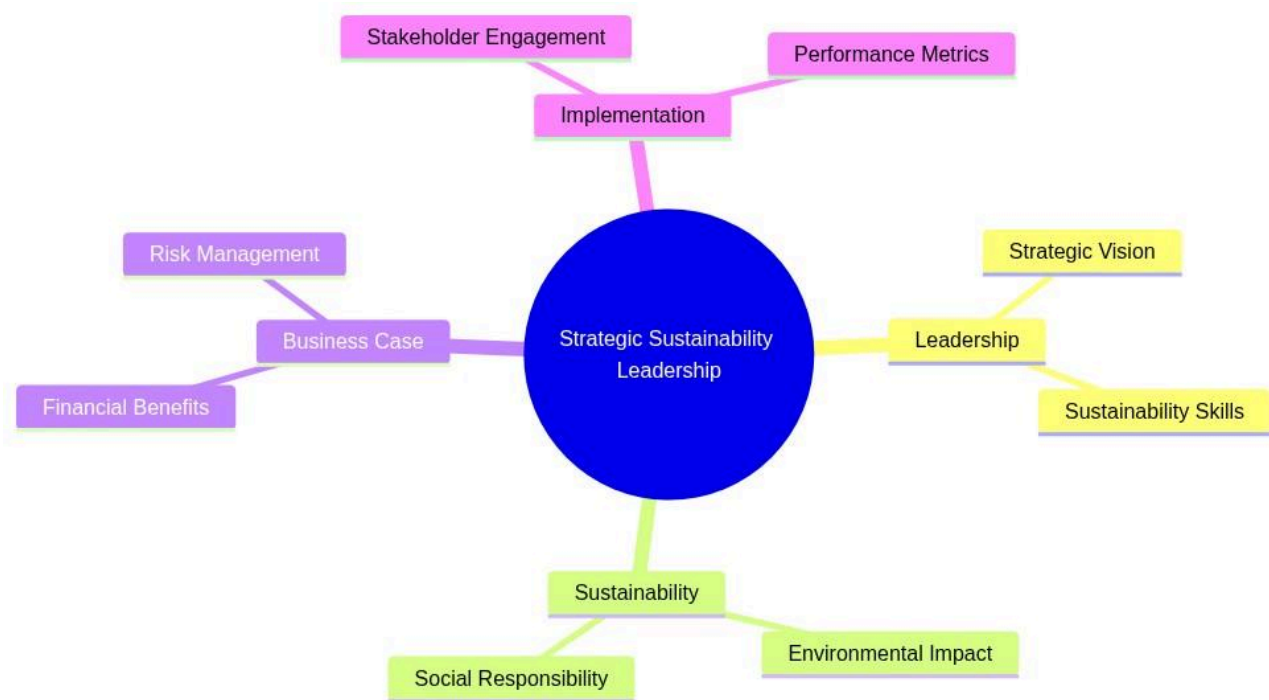 Stakeholder Engagement
Performance Metrics
Implementation
Strategic Vision
Risk Management
Strategic Sustainability
Leadership
Leadership
Business Case
Financial Benefits
Sustainability Skills
Sustainability
Environmental Impact
Social Responsibility